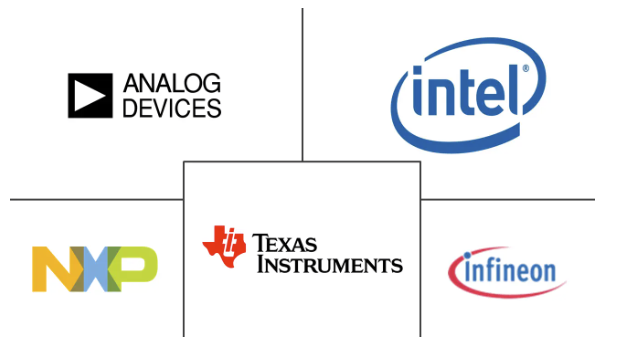 ANALOG
DEVICES
intel®
NXP
TEXAS
INSTRUMENTS
infineon